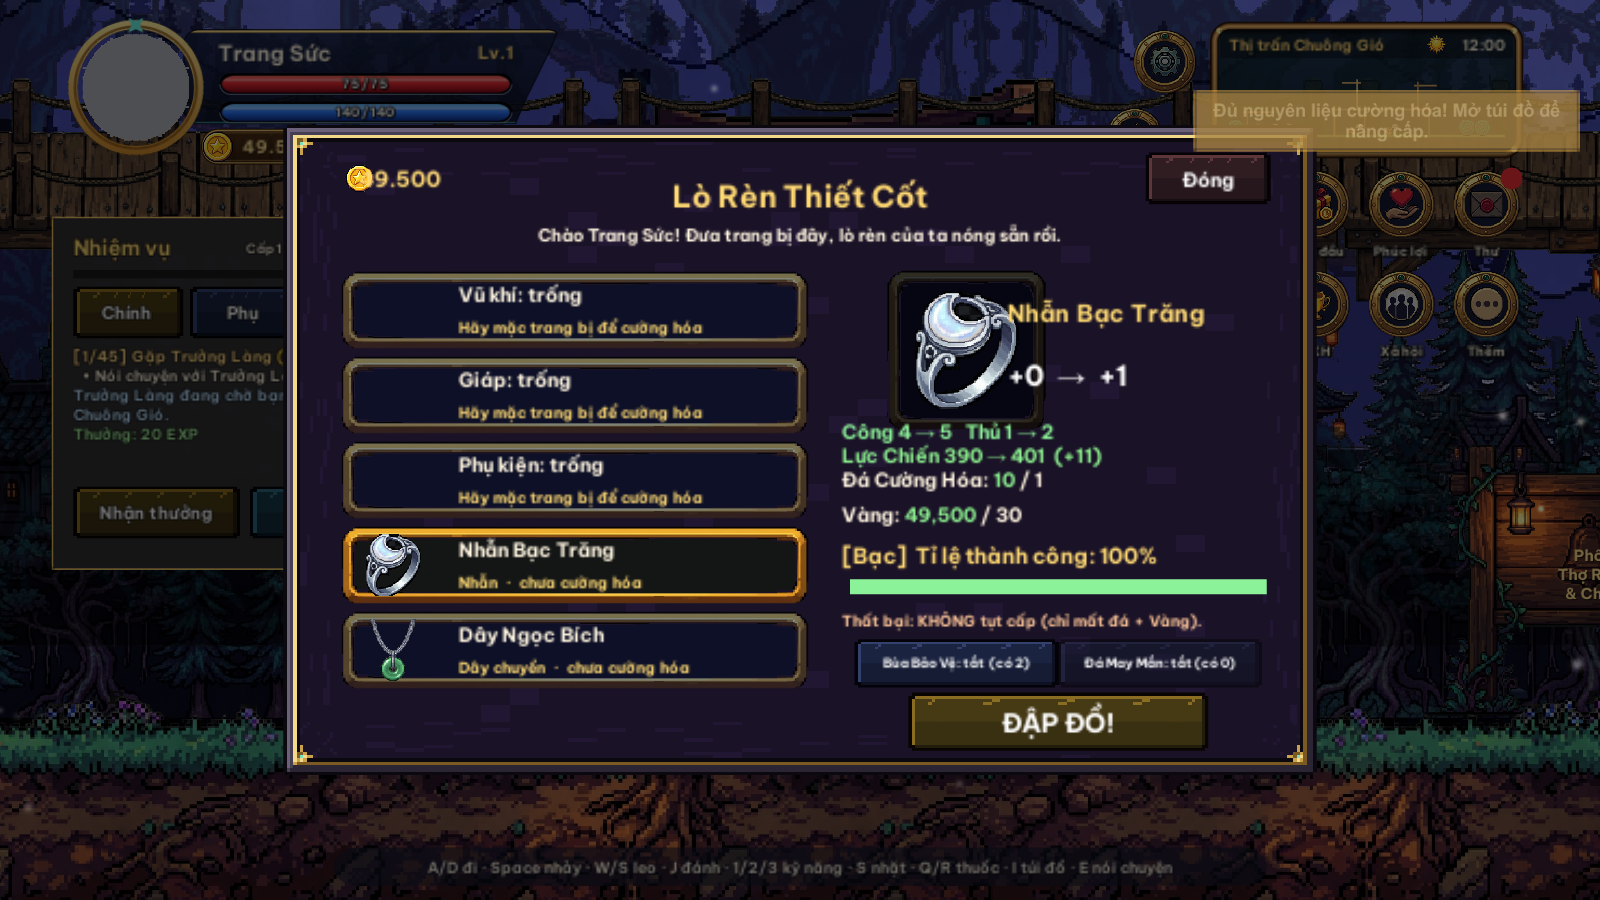 Trang Sức
Lv.1
75/75
140/140
49.5
Thị trấn Chuông Gió
12:00
Đủ nguyên liệu cường hóa! Mở túi đồ để
nâng cấp.
Nhiệm vụ
Cấp 1
Chính
Phụ
[1/45] Gặp Trưởng Làng (
• Nói chuyện với Trưởng L
Trưởng Làng đang chờ bạn
Chuông Gió.
Thưởng: 20 EXP
Nhận thưởng
9.500
Lò Rèn Thiết Cốt
Đóng
Chào Trang Sức! Đưa trang bị đây, lò rèn của ta nóng sẵn rồi.
Vũ khí: trống
Hãy mặc trang bị để cường hóa
Giáp: trống
Hãy mặc trang bị để cường hóa
Phụ kiện: trống
Hãy mặc trang bị để cường hóa
Nhẫn Bạc Trăng
Nhẫn - chưa cường hóa
Dây Ngọc Bích
Dây chuyền - chưa cường hóa
Nhẫn Bạc Trăng
+0 → +1
Công 4 → 5 Thủ 1 → 2
Lực Chiến 390 → 401 (+11)
Đá Cường Hóa: 10 / 1
Vàng: 49,500 / 30
[Bạc] Tỉ lệ thành công: 100%
Thất bại: KHÔNG tụt cấp (chỉ mất đá + Vàng).
Bùa Bảo Vệ: tắt (có 2)
Đá May Mắn: tắt (có 0)
ĐẬP ĐỒ!
đầu
Phúc lợi
Thư
XH
Xã hội
Thêm
Phó
Thợ R
& Ch
A/D đi · Space nhảy · W/S leo · J đánh · 1/2/3 kỹ năng · S nhặt · Q/R thuốc · I túi đồ · E nói chuyện